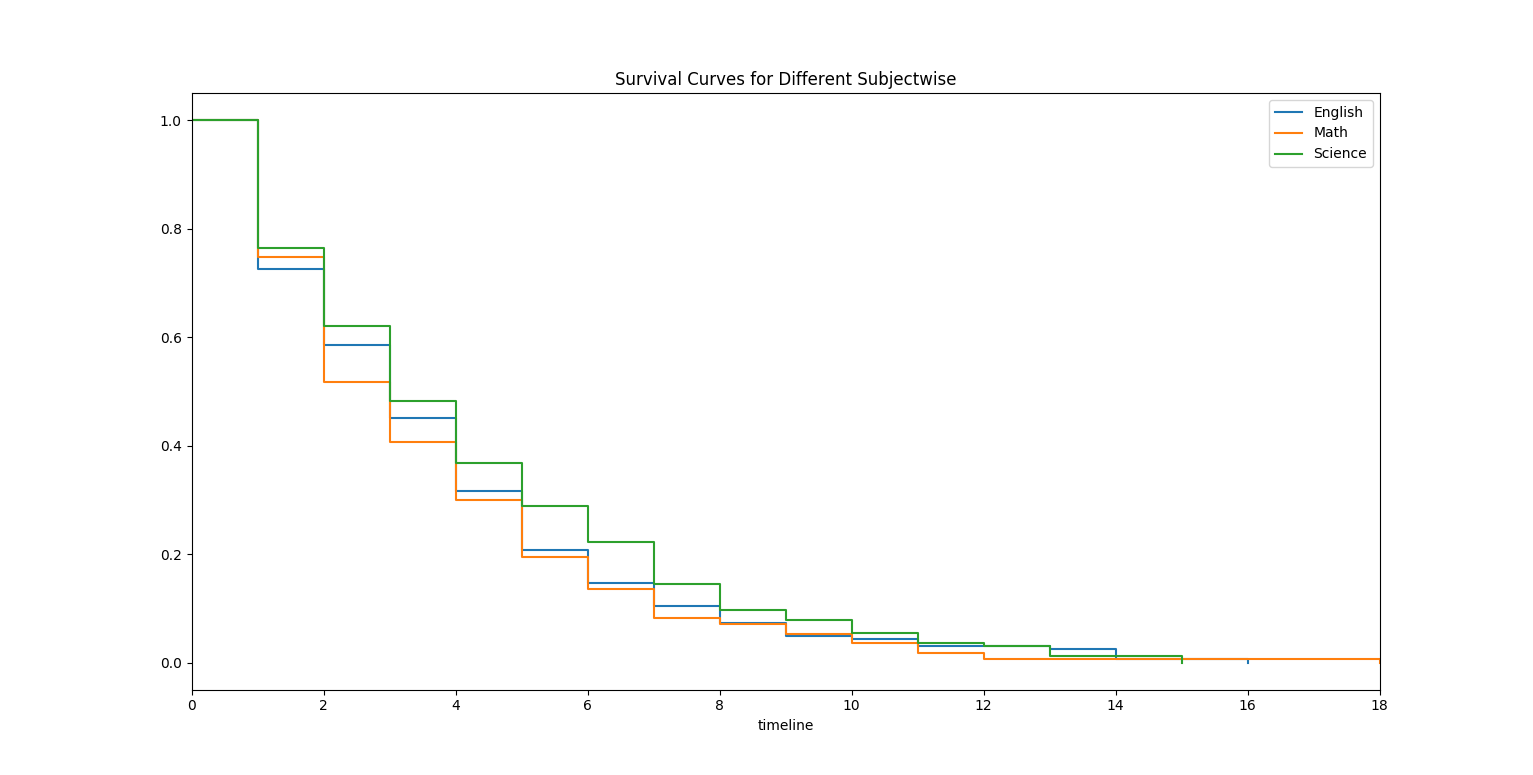 Survival Curves for Different Subjectwise
English
Math
Science
1.0
0.8
0.6
0.4
0.2
0.0
0 2 4 6 8 10 12 14 16 18
timeline